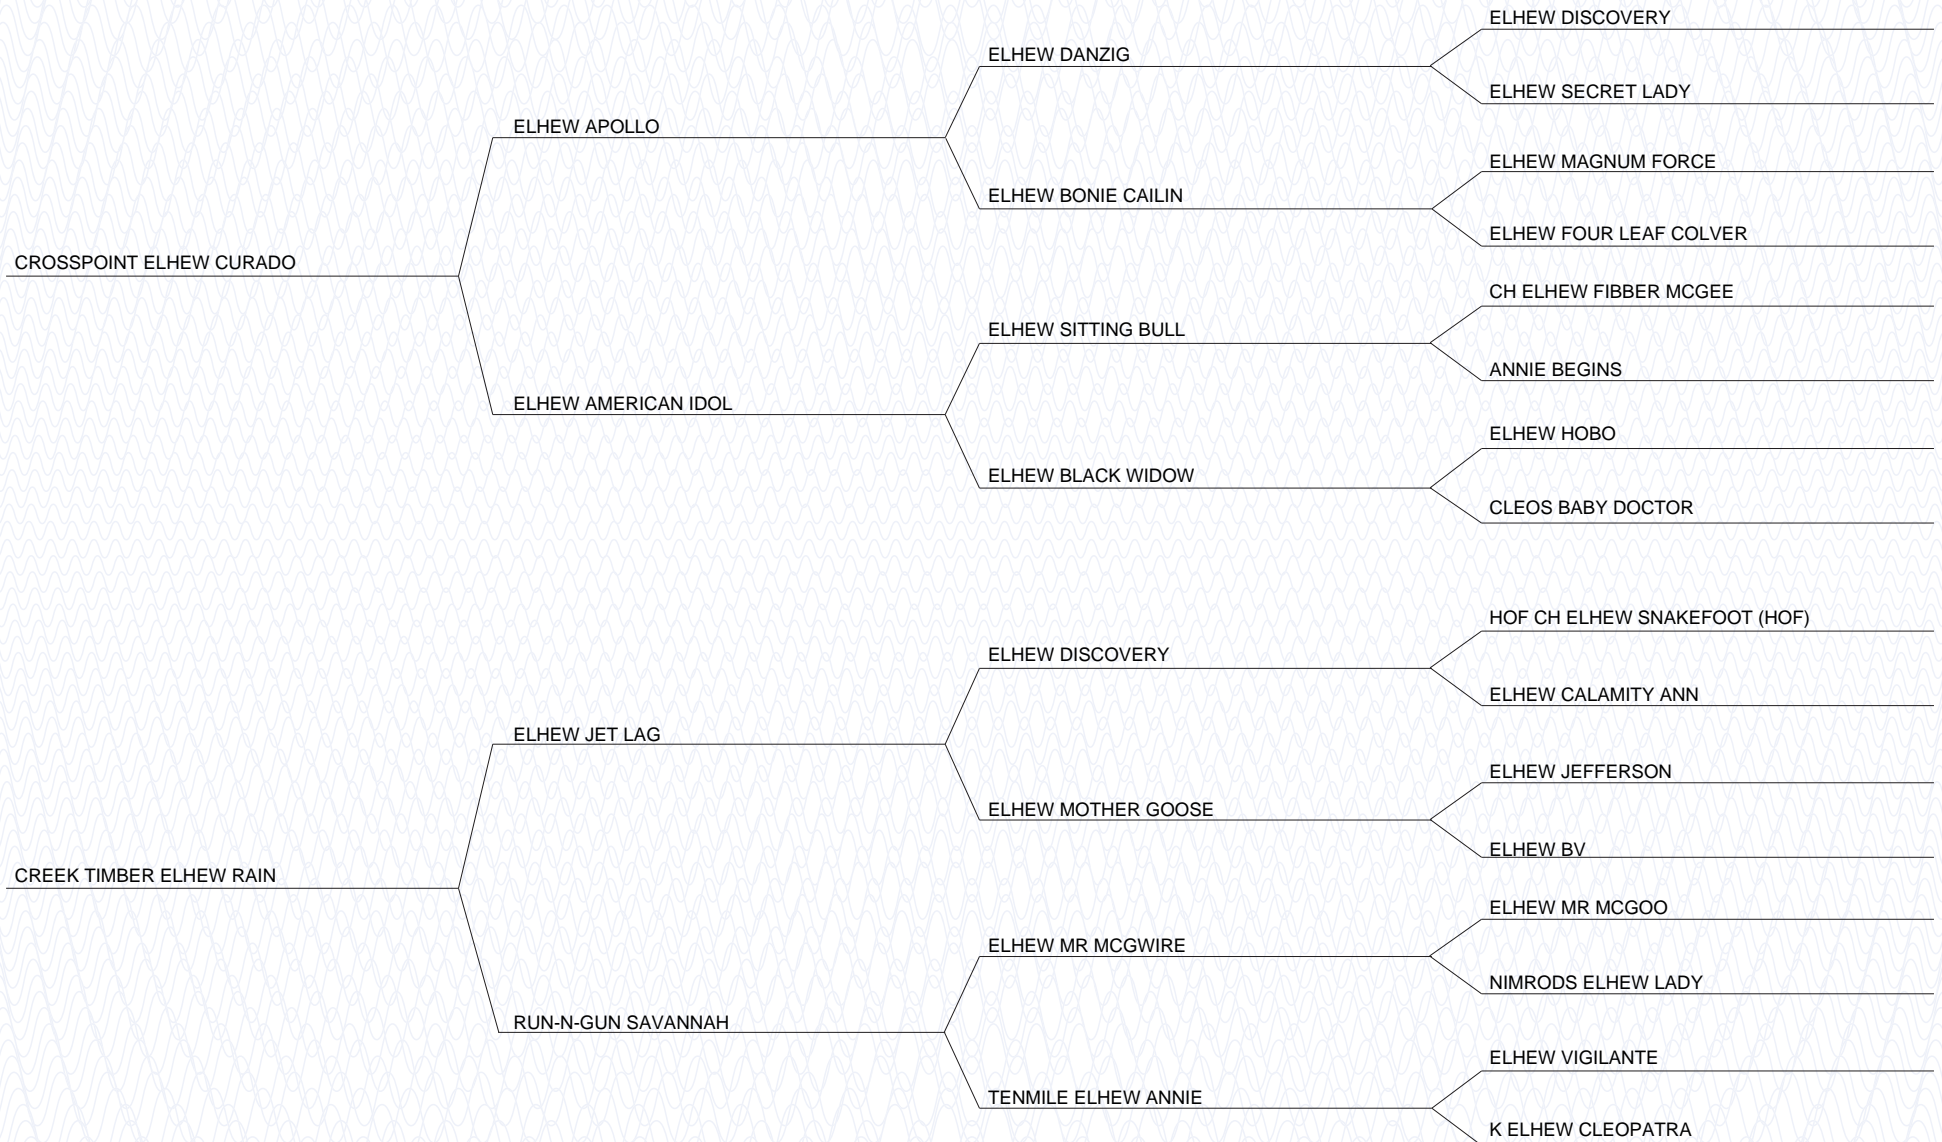 ELHEW DISCOVERY
ELHEW DANZIG
ELHEW SECRET LADY
ELHEW APOLLO
ELHEW MAGNUM FORCE
ELHEW BONIE CAILIN
ELHEW FOUR LEAF COLVER
CROSSPOINT ELHEW CURADO
CH ELHEW FIBBER MCGEE
ELHEW SITTING BULL
ANNIE BEGINS
ELHEW AMERICAN IDOL
ELHEW HOBO
ELHEW BLACK WIDOW
CLEOS BABY DOCTOR
HOF CH ELHEW SNAKEFOOT (HOF)
ELHEW DISCOVERY
ELHEW CALAMITY ANN
ELHEW JET LAG
ELHEW JEFFERSON
ELHEW MOTHER GOOSE
ELHEW BV
CREEK TIMBER ELHEW RAIN
ELHEW MR MCGOO
ELHEW MR MCGWIRE
NIMRODS ELHEW LADY
RUN-N-GUN SAVANNAH
ELHEW VIGILANTE
TENMILE ELHEW ANNIE
K ELHEW CLEOPATRA